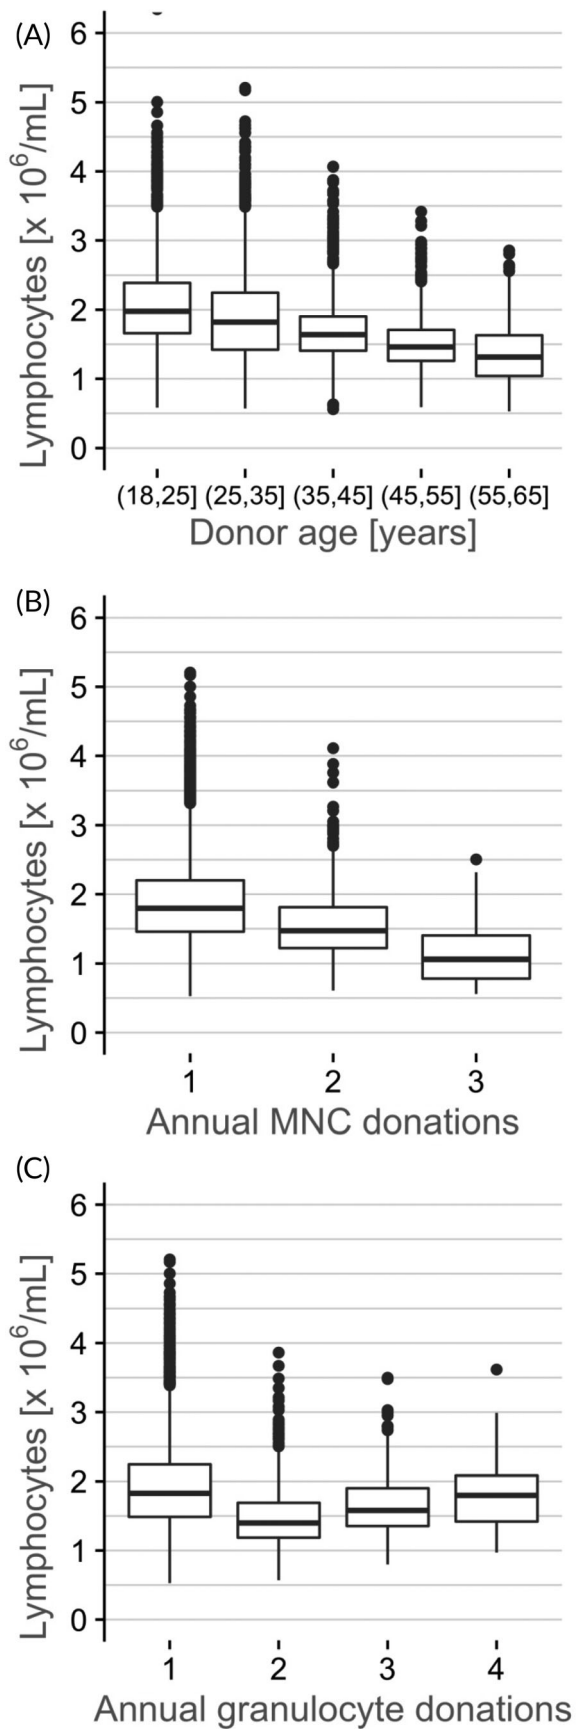 (A)
Lymphocytes [x 10⁶/mL]
6
5
4
3
2
1
0
(18,25] (25,35] (35,45] (45,55] (55,65]
Donor age [years]
(B)
Lymphocytes [x 10⁶/mL]
6
5
4
3
2
1
0
1 2 3
Annual MNC donations
(C)
Lymphocytes [x 10⁶/mL]
6
5
4
3
2
1
0
1 2 3 4
Annual granulocyte donations